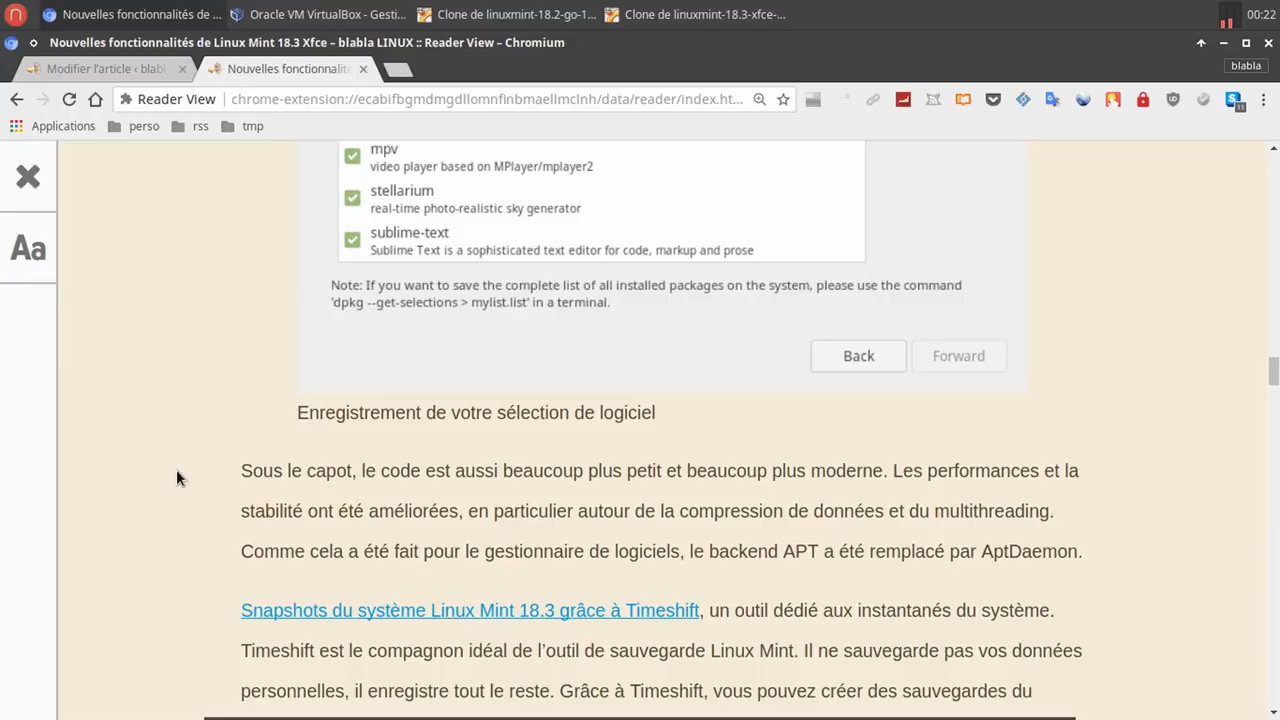 Nouvelles fonctionnalités de ...
Oracle VM VirtualBox - Gesti...
Clone de linuxmint-18.2-go-1...
Clone de linuxmint-18.3-xfce-...
00:22
Nouvelles fonctionnalités de Linux Mint 18.3 Xfce – blabla LINUX :: Reader View – Chromium
Modifier l'article ‹ blabl
Nouvelles fonctionnalité
blabla
Reader View
chrome-extension://ecabifbgmdmgdllomnfinbmaellmclnh/data/reader/index.ht...
11
Applications
perso
rss
tmp
Aa
mpv
video player based on MPlayer/mplayer2
stellarium
real-time photo-realistic sky generator
sublime-text
Sublime Text is a sophisticated text editor for code, markup and prose
Note: If you want to save the complete list of all installed packages on the system, please use the command
'dpkg --get-selections > mylist.list' in a terminal.
Back
Forward
Enregistrement de votre sélection de logiciel
Sous le capot, le code est aussi beaucoup plus petit et beaucoup plus moderne. Les performances et la
stabilité ont été améliorées, en particulier autour de la compression de données et du multithreading.
Comme cela a été fait pour le gestionnaire de logiciels, le backend APT a été remplacé par AptDaemon.
Snapshots du système Linux Mint 18.3 grâce à Timeshift, un outil dédié aux instantanés du système.
Timeshift est le compagnon idéal de l'outil de sauvegarde Linux Mint. Il ne sauvegarde pas vos données
personnelles, il enregistre tout le reste. Grâce à Timeshift, vous pouvez créer des sauvegardes du